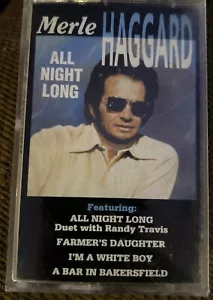 Merle HAGGARD
ALL
NIGHT
LONG
Featuring:
ALL NIGHT LONG
Duet with Randy Travis
FARMER'S DAUGHTER
I'M A WHITE BOY
A BAR IN BAKERSFIELD